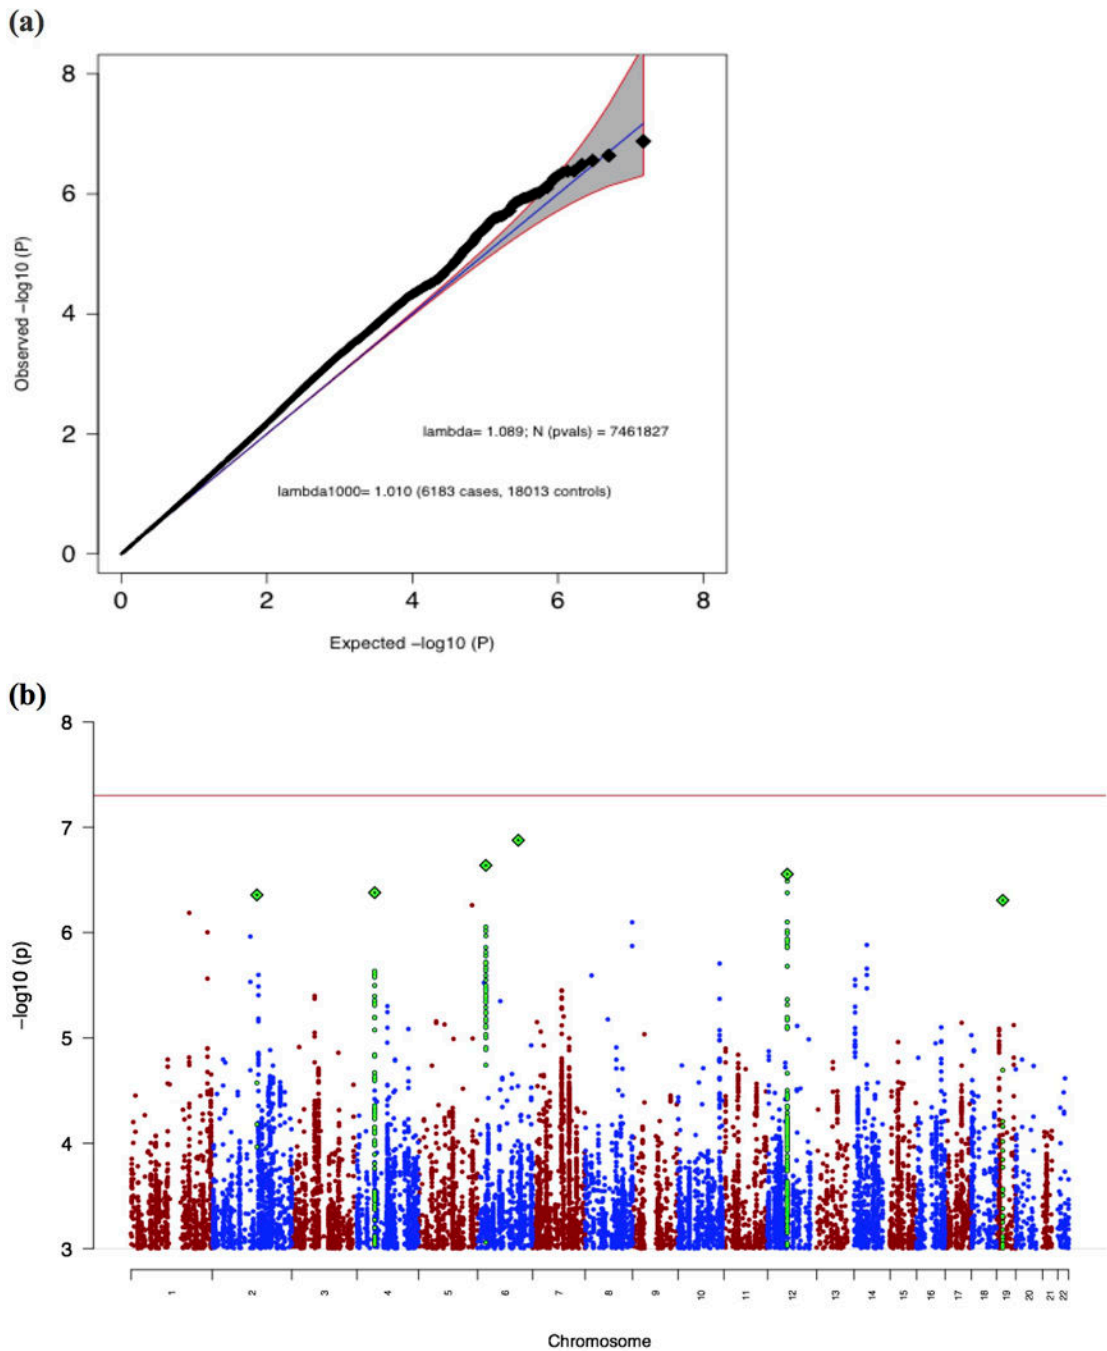 (a)
8
6
4
2
0
Observed −log10 (P)
lambda= 1.089; N (pvals) = 7461827
lambda1000= 1.010 (6183 cases, 18013 controls)
0 2 4 6 8
Expected −log10 (P)
(b)
8
7
6
5
4
3
−log10 (p)
1 2 3 4 5 6 7 8 9 10 11 12 13 14 15 16 17 18 19 20 21 22
Chromosome